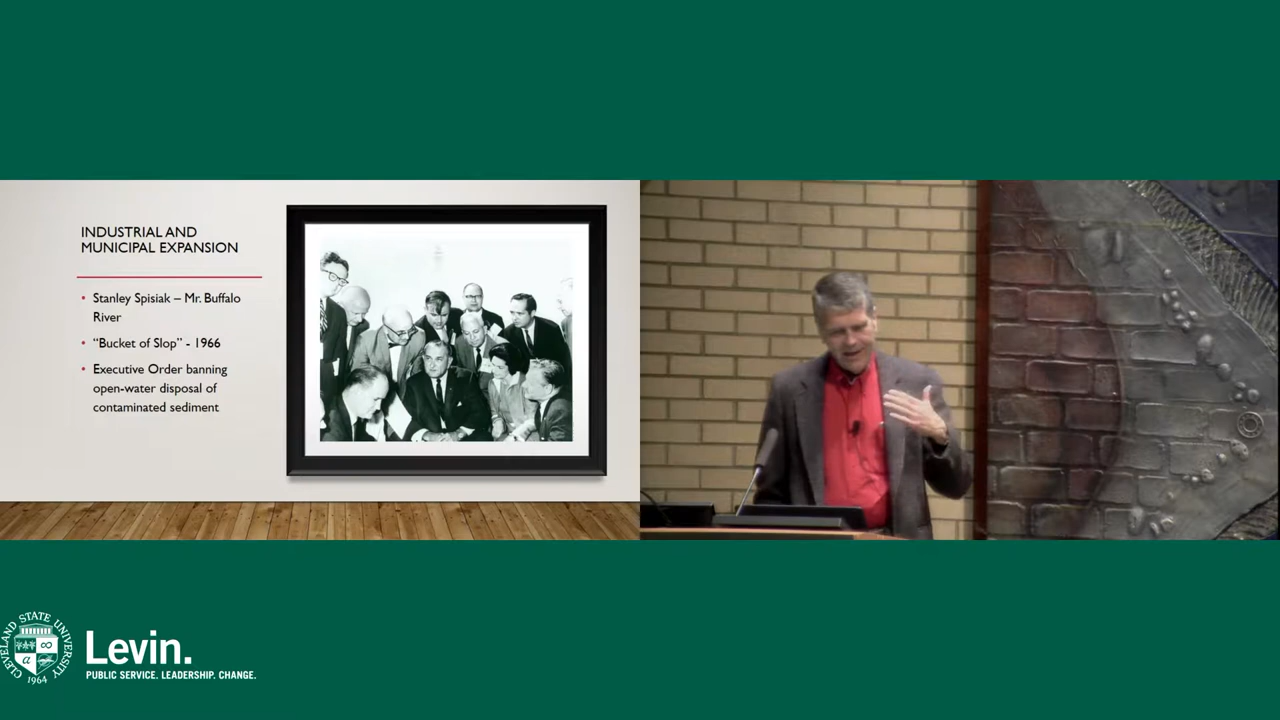 INDUSTRIAL AND
MUNICIPAL EXPANSION
• Stanley Spisiak – Mr. Buffalo
River
• “Bucket of Slop” - 1966
• Executive Order banning
open-water disposal of
contaminated sediment
CLEVELAND STATE UNIVERSITY
1964
Levin.
PUBLIC SERVICE. LEADERSHIP. CHANGE.